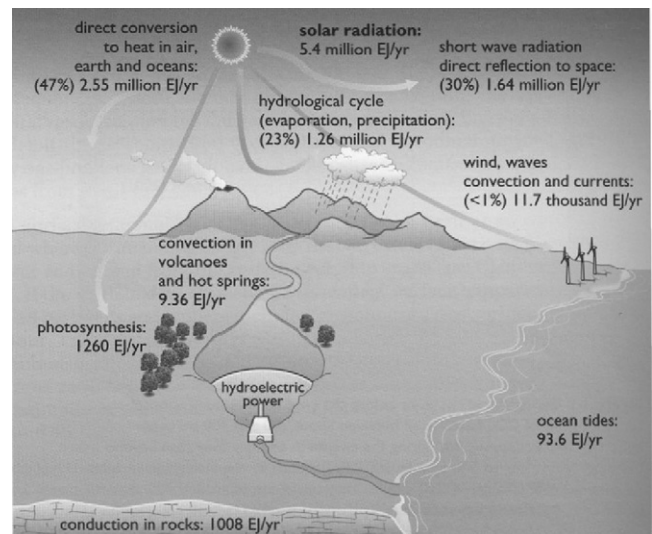 direct conversion
to heat in air,
earth and oceans:
(47%) 2.55 million EJ/yr
solar radiation:
5.4 million EJ/yr
short wave radiation
direct reflection to space:
(30%) 1.64 million EJ/yr
hydrological cycle
(evaporation, precipitation):
(23%) 1.26 million EJ/yr
wind, waves
convection and currents:
(<1%) 11.7 thousand EJ/yr
convection in
volcanoes
and hot springs:
9.36 EJ/yr
photosynthesis:
1260 EJ/yr
hydroelectric
power
ocean tides:
93.6 EJ/yr
conduction in rocks: 1008 EJ/yr